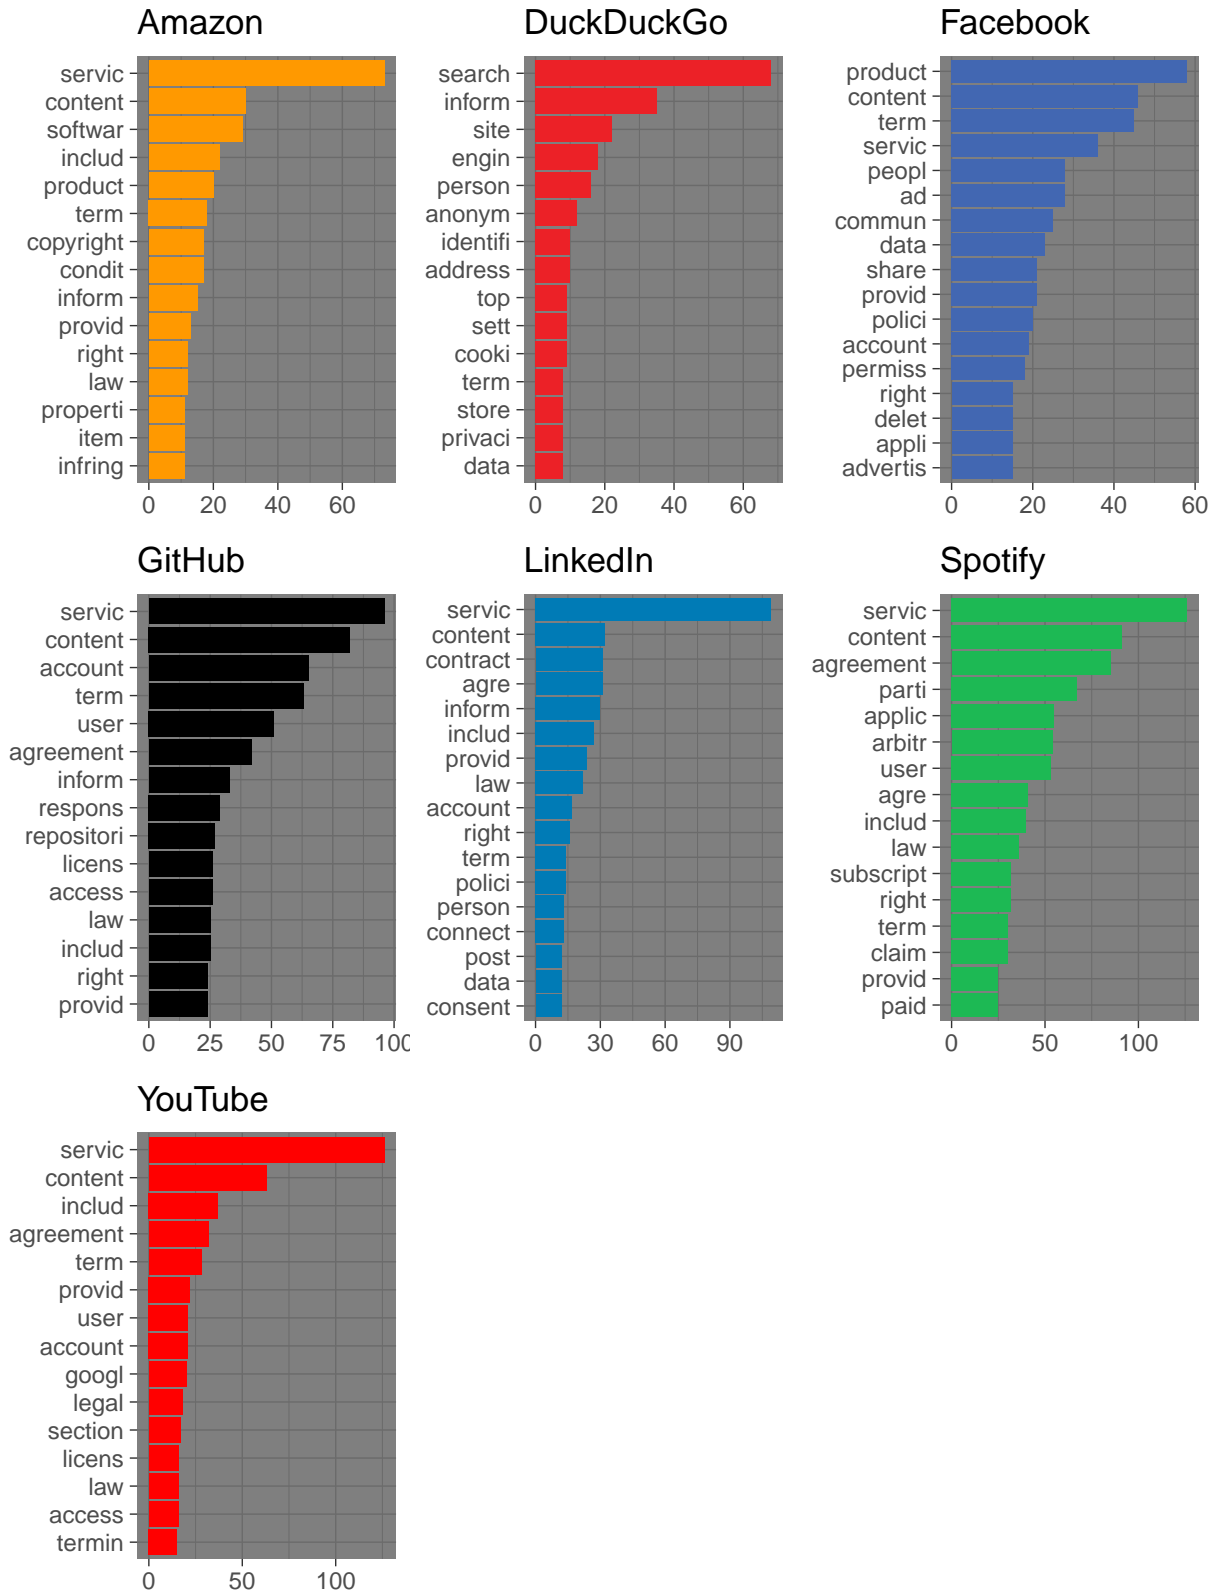 Amazon
servic
content
softwar
includ
product
term
copyright
condit
inform
provid
right
law
properti
item
infring
0 20 40 60
DuckDuckGo
search
inform
site
engin
person
anonym
identifi
address
top
sett
cooki
term
store
privaci
data
0 20 40 60
Facebook
product
content
term
servic
peopl
ad
commun
data
share
provid
polici
account
permiss
right
delet
appli
advertis
0 20 40 60
GitHub
servic
content
account
term
user
agreement
inform
respons
repositori
licens
access
law
includ
right
provid
0 25 50 75 100
LinkedIn
servic
content
contract
agre
inform
includ
provid
law
account
right
term
polici
person
connect
post
data
consent
0 30 60 90
Spotify
servic
content
agreement
parti
applic
arbitr
user
agre
includ
law
subscript
right
term
claim
provid
paid
0 50 100
YouTube
servic
content
includ
agreement
term
provid
user
account
googl
legal
section
licens
law
access
termin
0 50 100